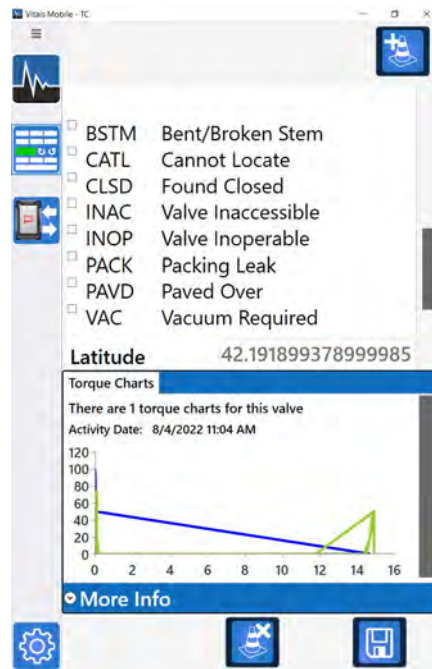 Vitals Mobile - TC
BSTM Bent/Broken Stem
CATL Cannot Locate
CLSD Found Closed
INAC Valve Inaccessible
INOP Valve Inoperable
PACK Packing Leak
PAVD Paved Over
VAC Vacuum Required
Latitude 42.191899378999985
Torque Charts
There are 1 torque charts for this valve
Activity Date: 8/4/2022 11:04 AM
120
100
80
60
40
20
0
0 2 4 6 8 10 12 14 16
More Info